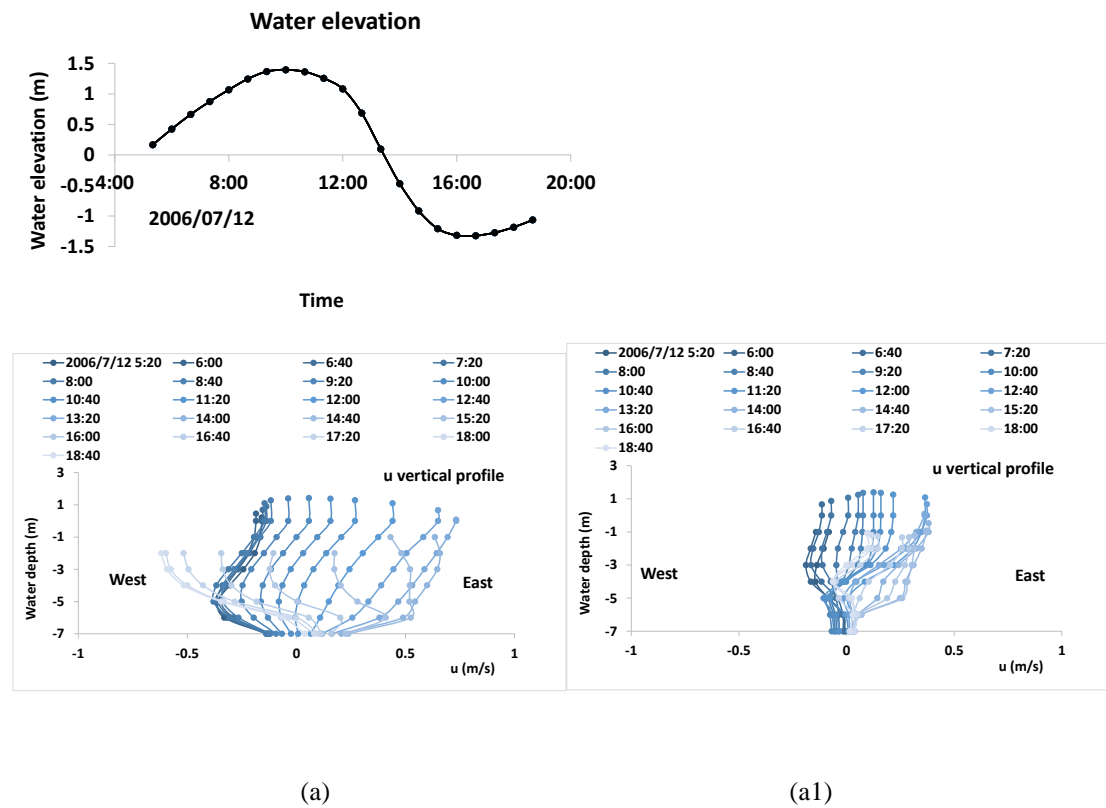 Water elevation
Water elevation (m)
1.5
1
0.5
0
-0.5
-1
-1.5
4:00 8:00 12:00 16:00 20:00
2006/07/12
Time
2006/7/12 5:20 6:00 6:40 7:20
8:00 8:40 9:20 10:00
10:40 11:20 12:00 12:40
13:20 14:00 14:40 15:20
16:00 16:40 17:20 18:00
18:40
u vertical profile
Water depth (m)
3
1
-1
-3
-5
-7
West East
-1 -0.5 0 0.5 1
u (m/s)
2006/7/12 5:20 6:00 6:40 7:20
8:00 8:40 9:20 10:00
10:40 11:20 12:00 12:40
13:20 14:00 14:40 15:20
16:00 16:40 17:20 18:00
18:40
u vertical profile
Water depth (m)
3
1
-1
-3
-5
-7
West East
-1 -0.5 0 0.5 1
u (m/s)
(a) (a1)